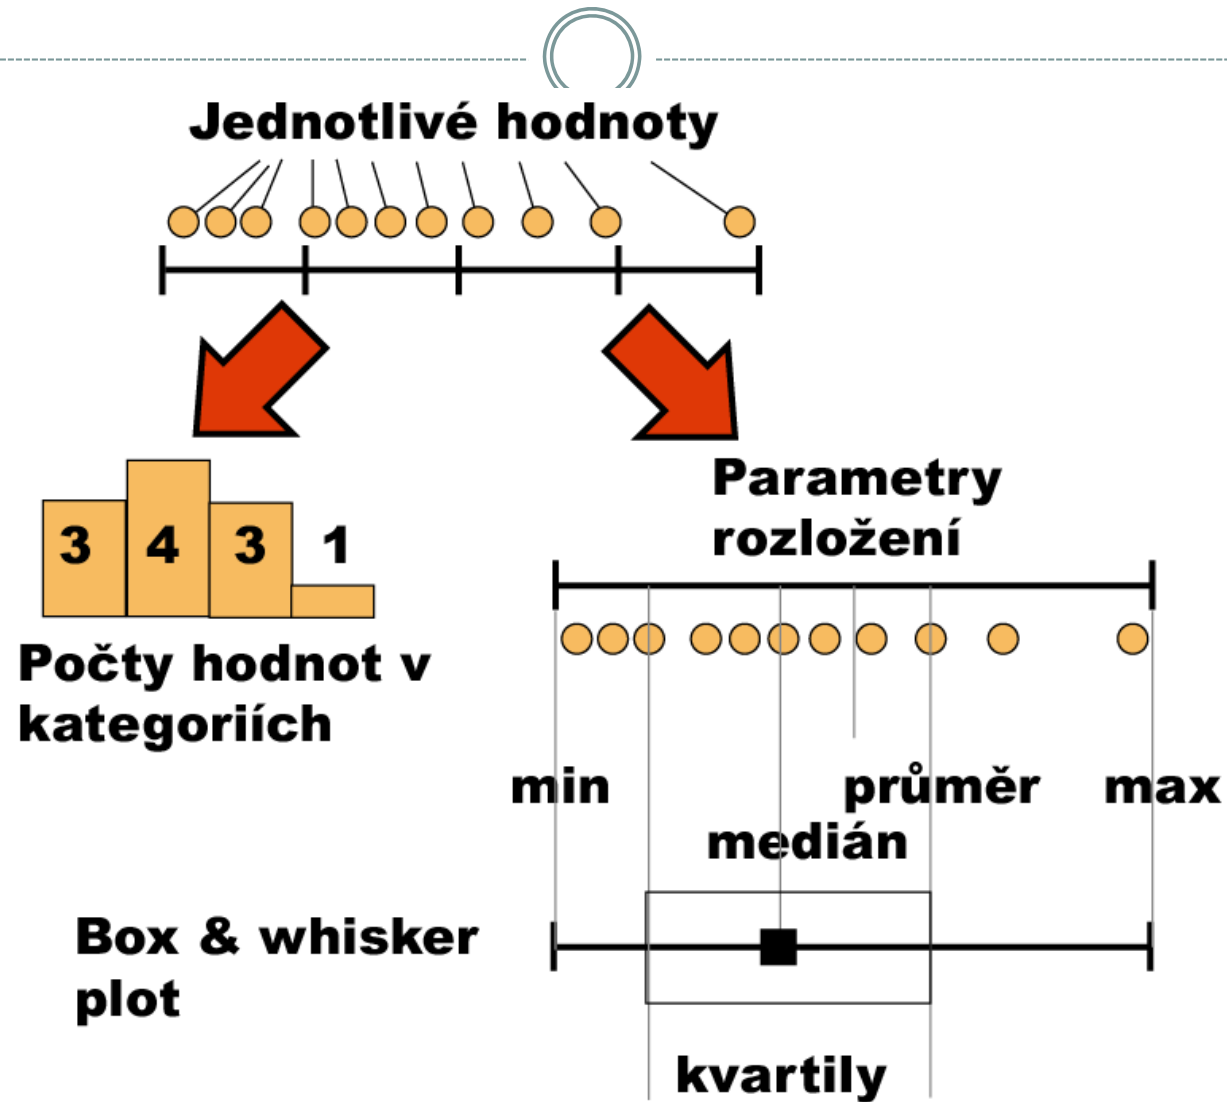 Jednotlivé hodnoty
3 4 3 1
Počty hodnot v
kategoriích
Parametry
rozložení
min průměr max
medián
Box & whisker
plot
kvartily